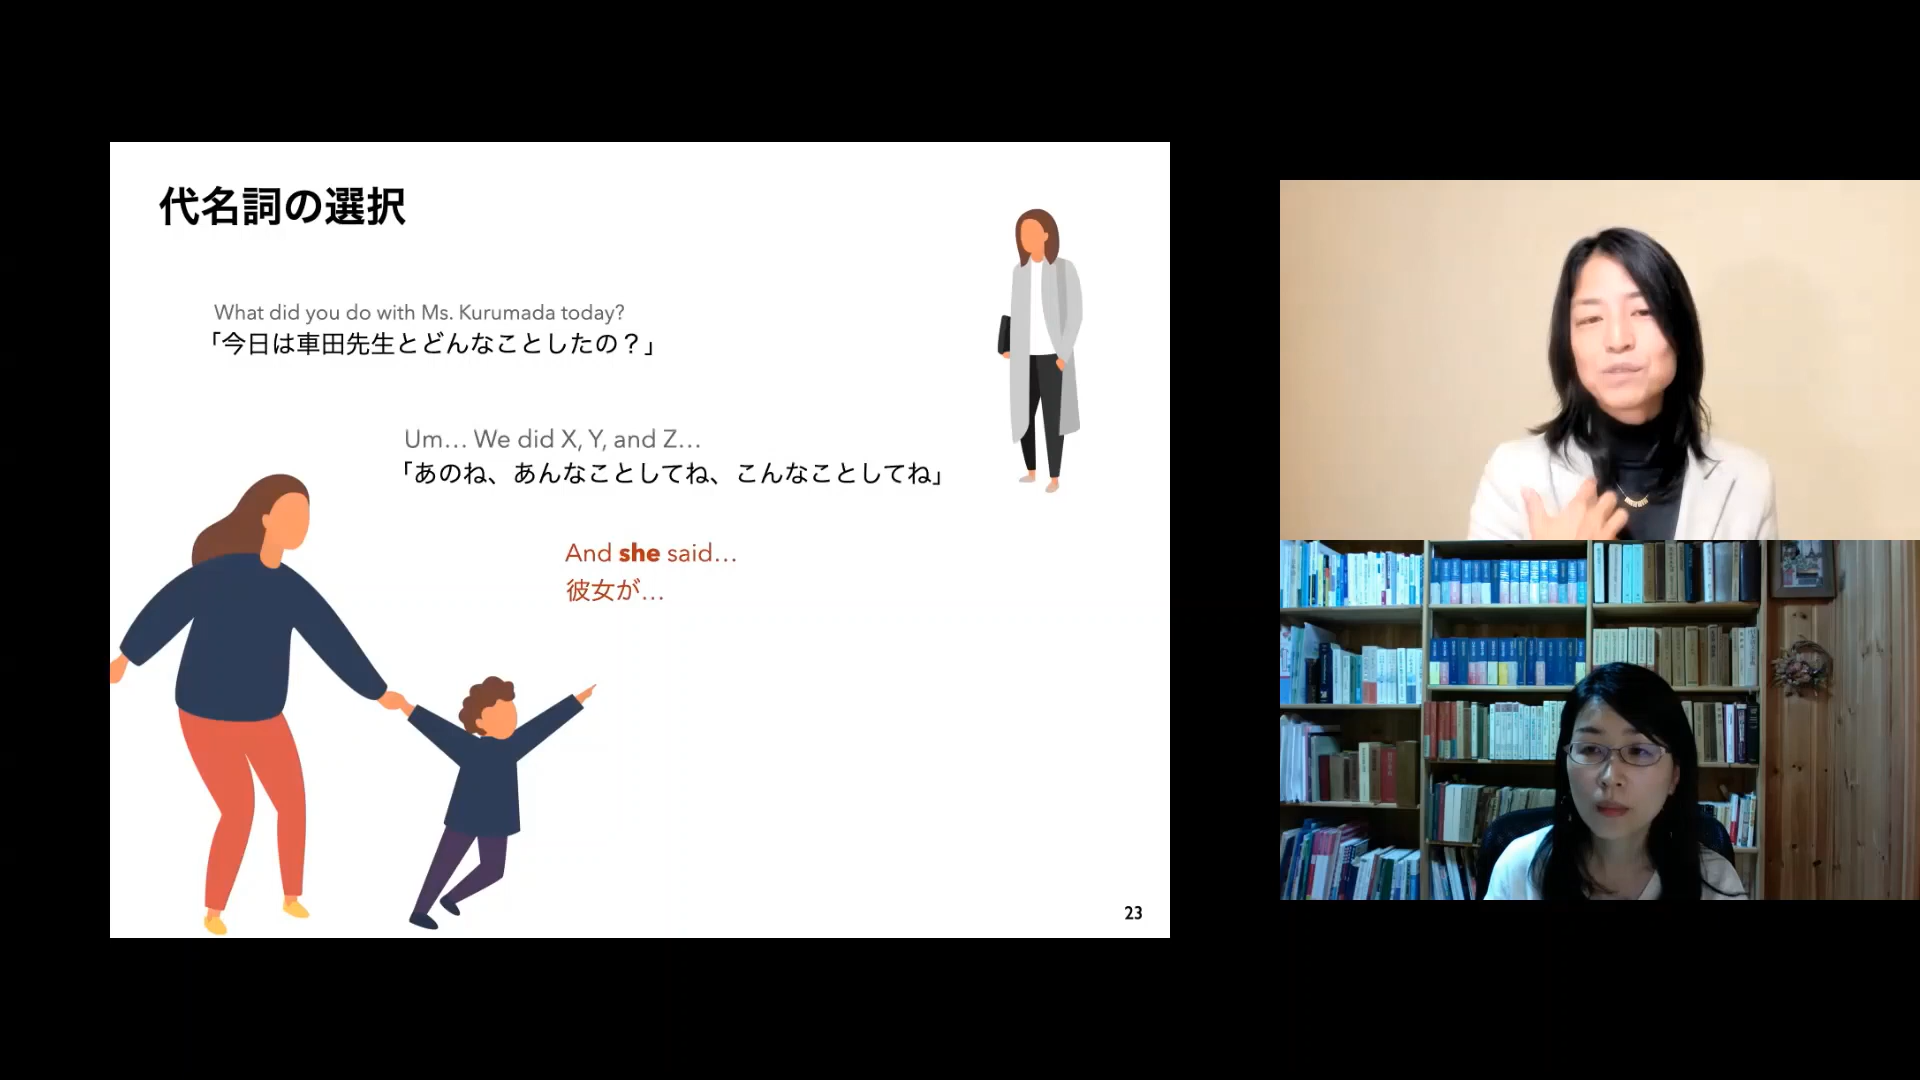 代名詞の選択
What did you do with Ms. Kurumada today?
「今日は車田先生とどんなことしたの？」
Um... We did X, Y, and Z...
「あのね、あんなことしてね、こんなことしてね」
And she said...
彼女が...
23